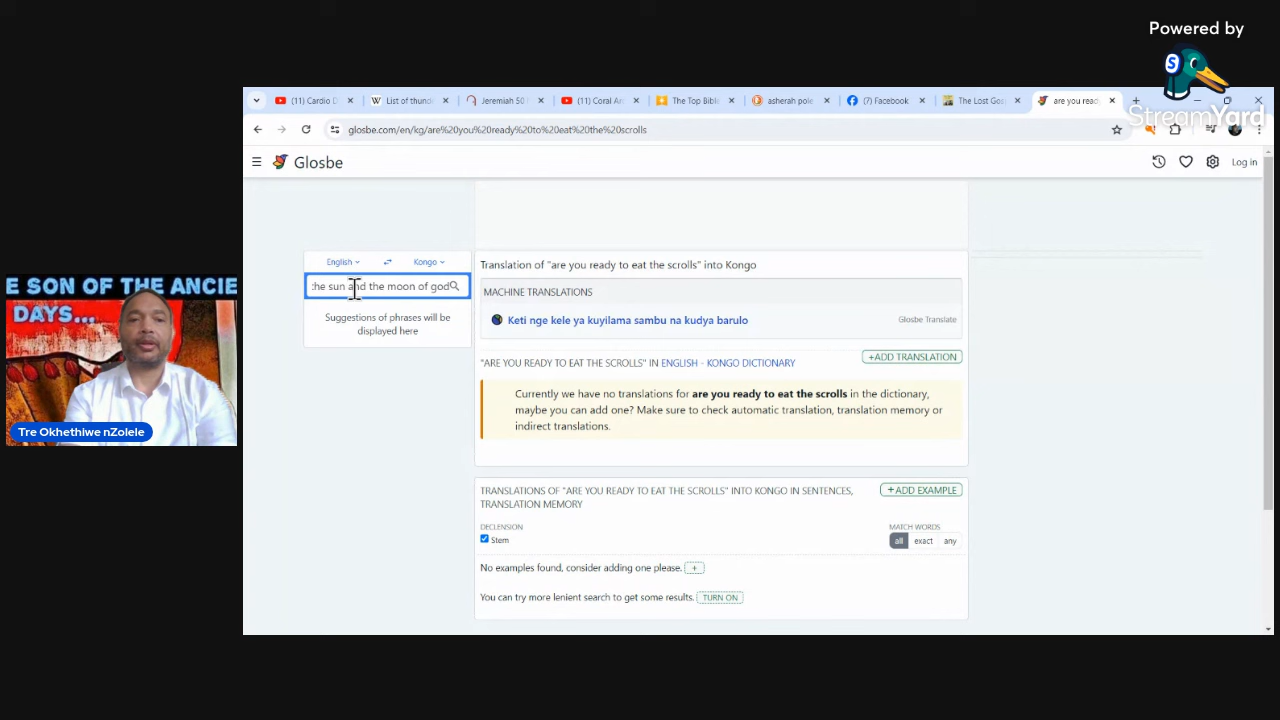 Powered by
S
StreamYard
(11) Cardio D
W List of thund
Jeremiah 50
(11) Coral Ar
The Top Bible
asherah pole
(7) Facebook
The Lost Go
are you read
glosbe.com/en/kg/are%20you%20ready%20to%20eat%20the%20scrolls
Glosbe
Log in
English
Kongo
:he sun and the moon of god
Suggestions of phrases will be
displayed here
Translation of "are you ready to eat the scrolls" into Kongo
MACHINE TRANSLATIONS
Keti nge kele ya kuyilama sambu na kudya barulo
Glosbe Translate
"ARE YOU READY TO EAT THE SCROLLS" IN ENGLISH - KONGO DICTIONARY
+ADD TRANSLATION
Currently we have no translations for are you ready to eat the scrolls in the dictionary,
maybe you can add one? Make sure to check automatic translation, translation memory or
indirect translations.
TRANSLATIONS OF "ARE YOU READY TO EAT THE SCROLLS" INTO KONGO IN SENTENCES,
TRANSLATION MEMORY
+ADD EXAMPLE
DECLENSION
Stem
MATCH WORDS
all exact any
No examples found, consider adding one please. +
You can try more lenient search to get some results. TURN ON
E SON OF THE ANCIE
DAYS...
Tre Okhethiwe nZolele